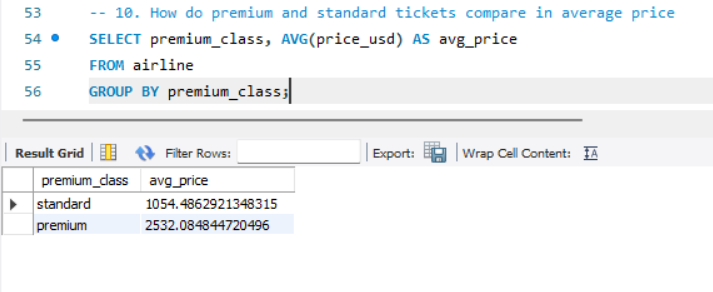 53 -- 10. How do premium and standard tickets compare in average price
54 SELECT premium_class, AVG(price_usd) AS avg_price
55 FROM airline
56 GROUP BY premium_class;
Result Grid Filter Rows: Export: Wrap Cell Content: IA
premium_class avg_price
standard 1054.4862921348315
premium 2532.084844720496